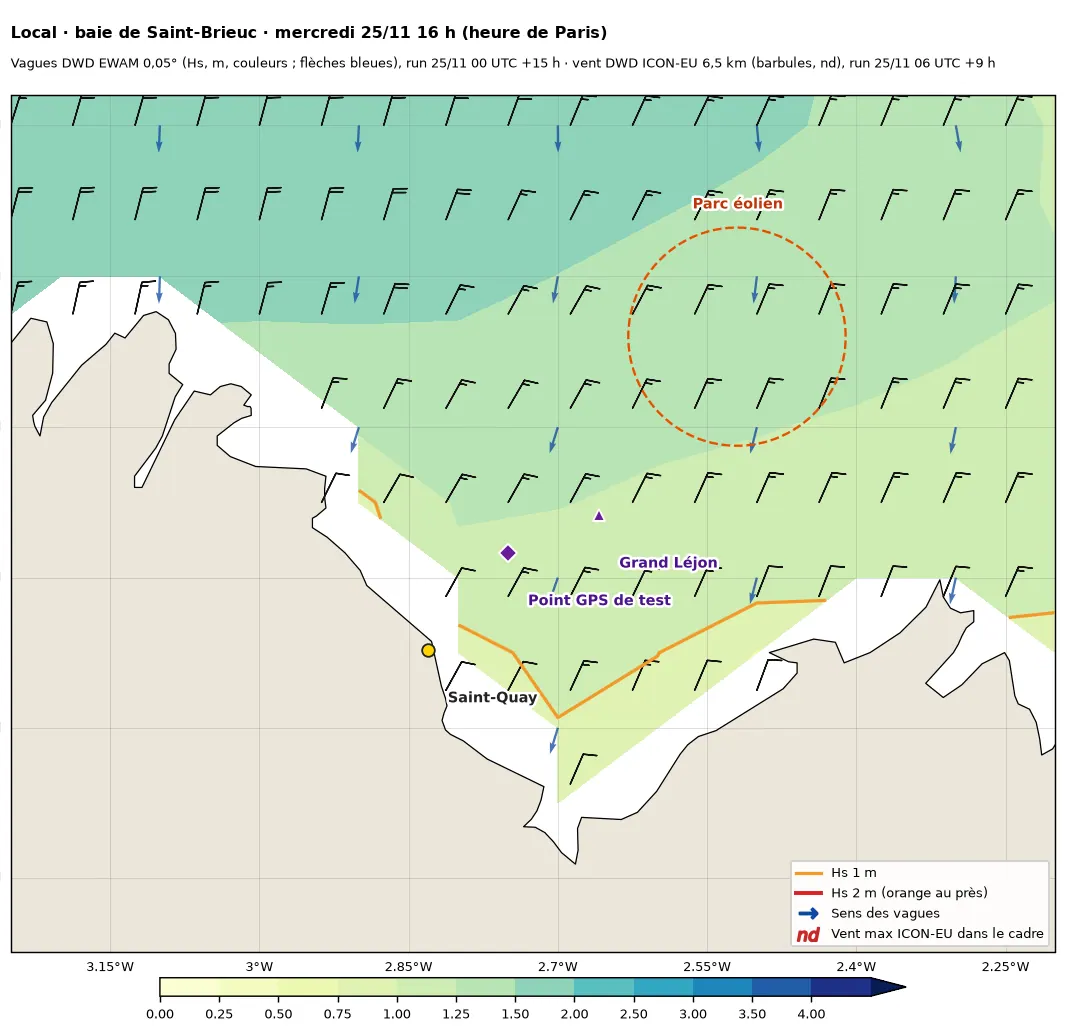 Local · baie de Saint-Brieuc · mercredi 25/11 16 h (heure de Paris)
Vagues DWD EWAM 0,05° (Hs, m, couleurs ; flèches bleues), run 25/11 00 UTC +15 h · vent DWD ICON-EU 6,5 km (barbules, nd), run 25/11 06 UTC +9 h
Parc éolien
Grand Léjon
Point GPS de test
Saint-Quay
Hs 1 m
Hs 2 m (orange au près)
Sens des vagues
nd Vent max ICON-EU dans le cadre
3.15°W 3°W 2.85°W 2.7°W 2.55°W 2.4°W 2.25°W
0.00 0.25 0.50 0.75 1.00 1.25 1.50 2.00 2.50 3.00 3.50 4.00